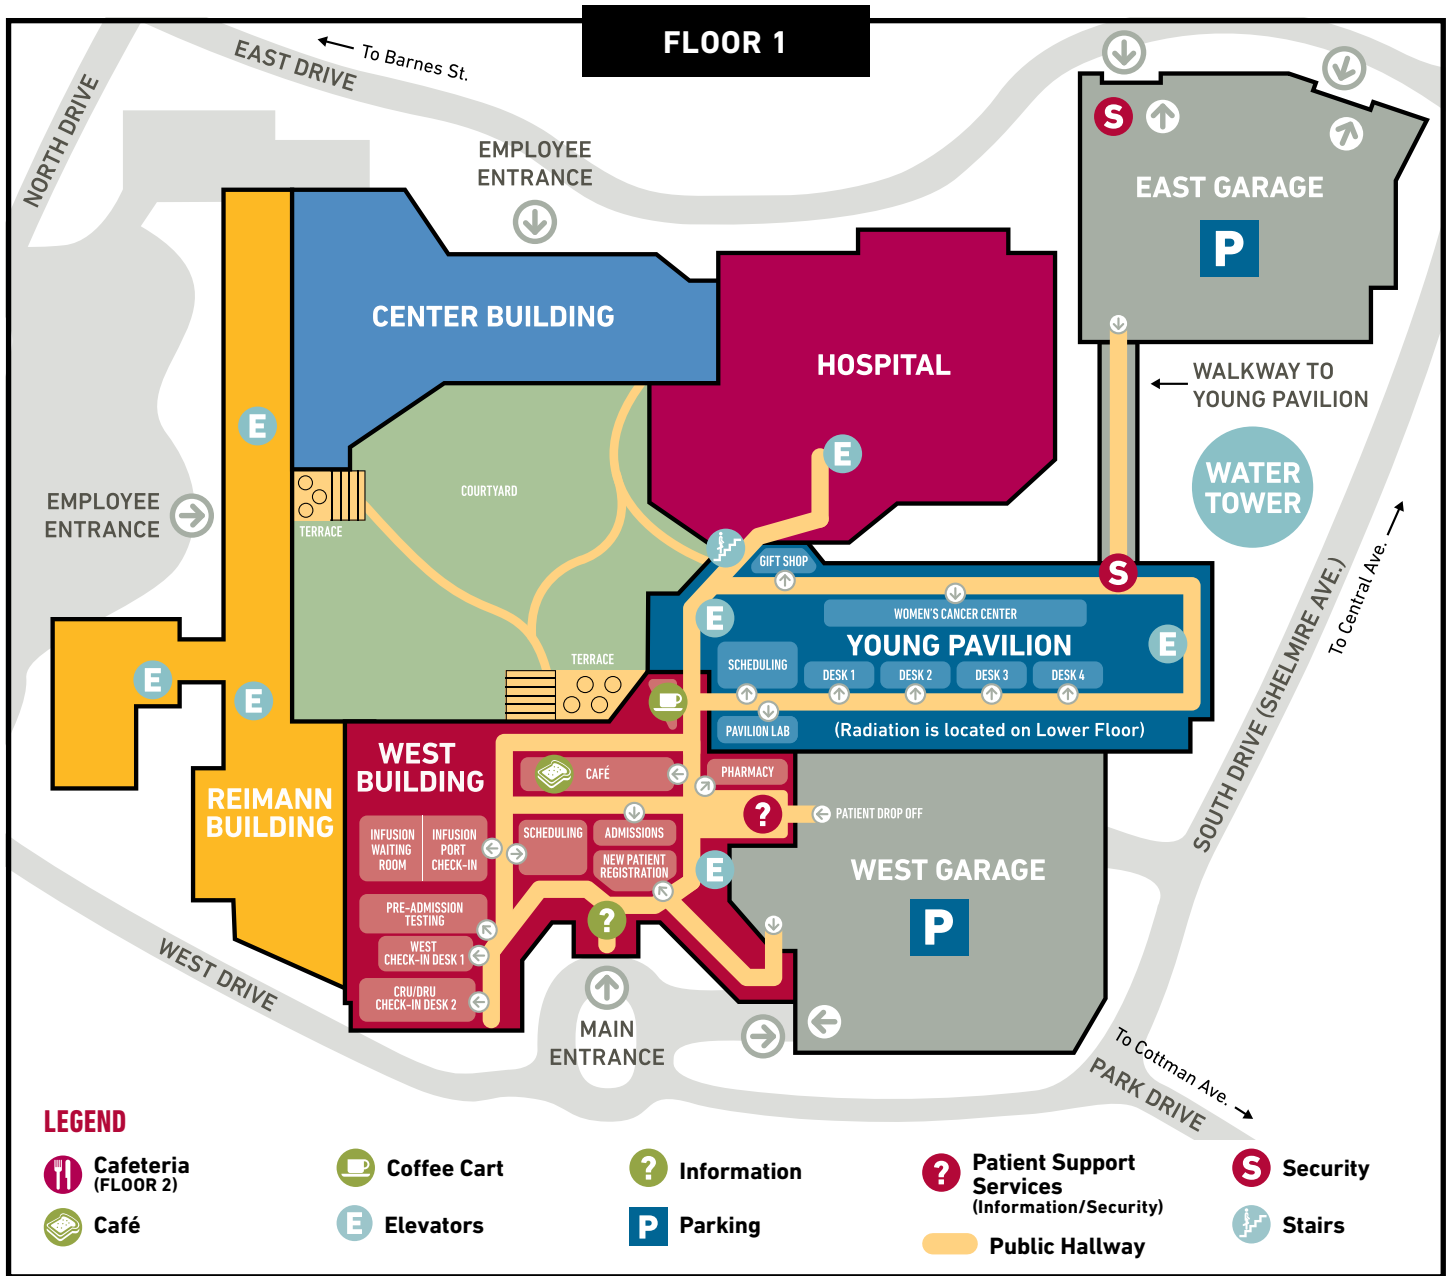 FLOOR 1
To Barnes St.
EAST DRIVE
NORTH DRIVE
EMPLOYEE
ENTRANCE
S
EAST GARAGE
P
CENTER BUILDING
HOSPITAL
WALKWAY TO
YOUNG PAVILION
E
E
WATER
TOWER
COURTYARD
EMPLOYEE
ENTRANCE
TERRACE
To Central Ave.
SOUTH DRIVE (SHELMIRE AVE.)
GIFT SHOP
S
WOMEN'S CANCER CENTER
E
YOUNG PAVILION
E
TERRACE
SCHEDULING
DESK 1
DESK 2
DESK 3
DESK 4
E
E
PAVILION LAB
(Radiation is located on Lower Floor)
WEST
BUILDING
CAFÉ
PHARMACY
REIMANN
BUILDING
?
PATIENT DROP OFF
INFUSION
WAITING
ROOM
INFUSION
PORT
CHECK-IN
SCHEDULING
ADMISSIONS
NEW PATIENT
REGISTRATION
E
WEST GARAGE
P
PRE-ADMISSION
TESTING
?
WEST
CHECK-IN DESK 1
CRU/DRU
CHECK-IN DESK 2
WEST DRIVE
MAIN
ENTRANCE
To Cottman Ave.
PARK DRIVE
LEGEND
Cafeteria
(FLOOR 2)
Café
Coffee Cart
E Elevators
? Information
P Parking
? Patient Support
Services
(Information/Security)
Public Hallway
S Security
Stairs